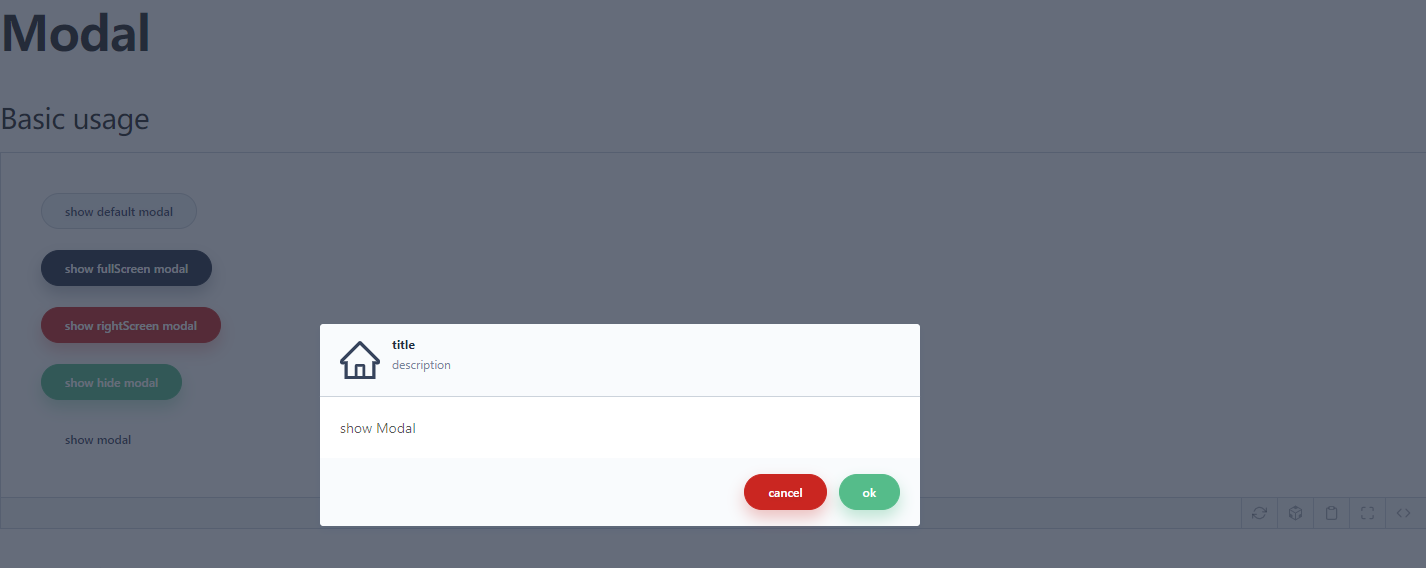 Modal
Basic usage
show default modal
show fullScreen modal
show rightScreen modal
show hide modal
show modal
title
description
show Modal
cancel
ok